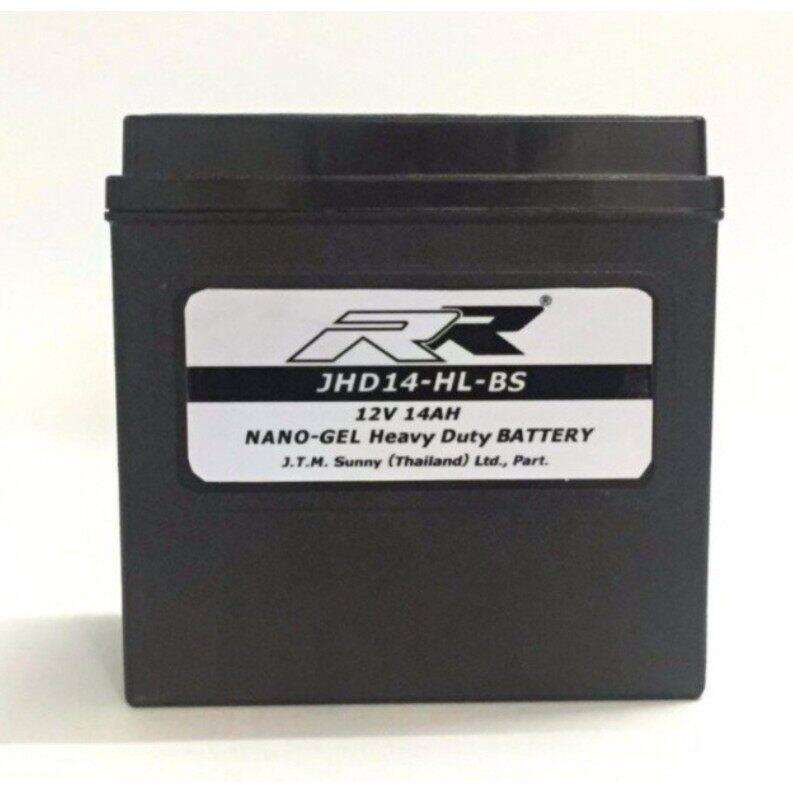 RR®
JHD14-HL-BS
12V 14AH
NANO-GEL Heavy Duty BATTERY
J.T.M. Sunny (Thailand) Ltd., Part.